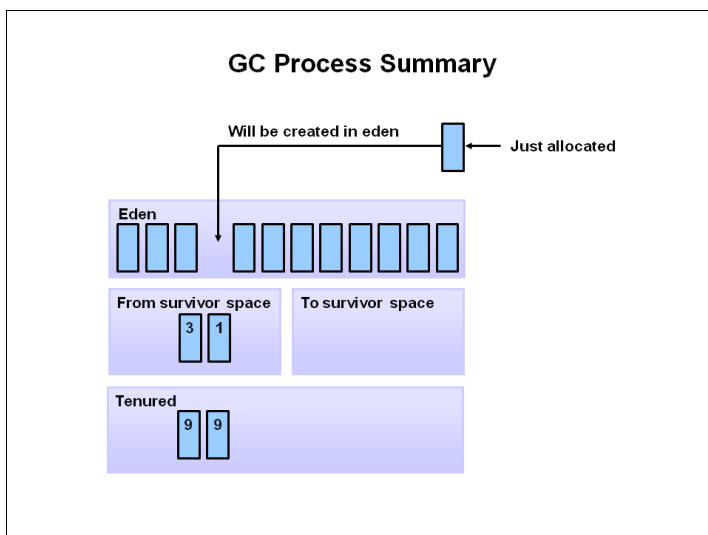 GC Process Summary
Will be created in eden
Just allocated
Eden
From survivor space
To survivor space
3 1
Tenured
9 9